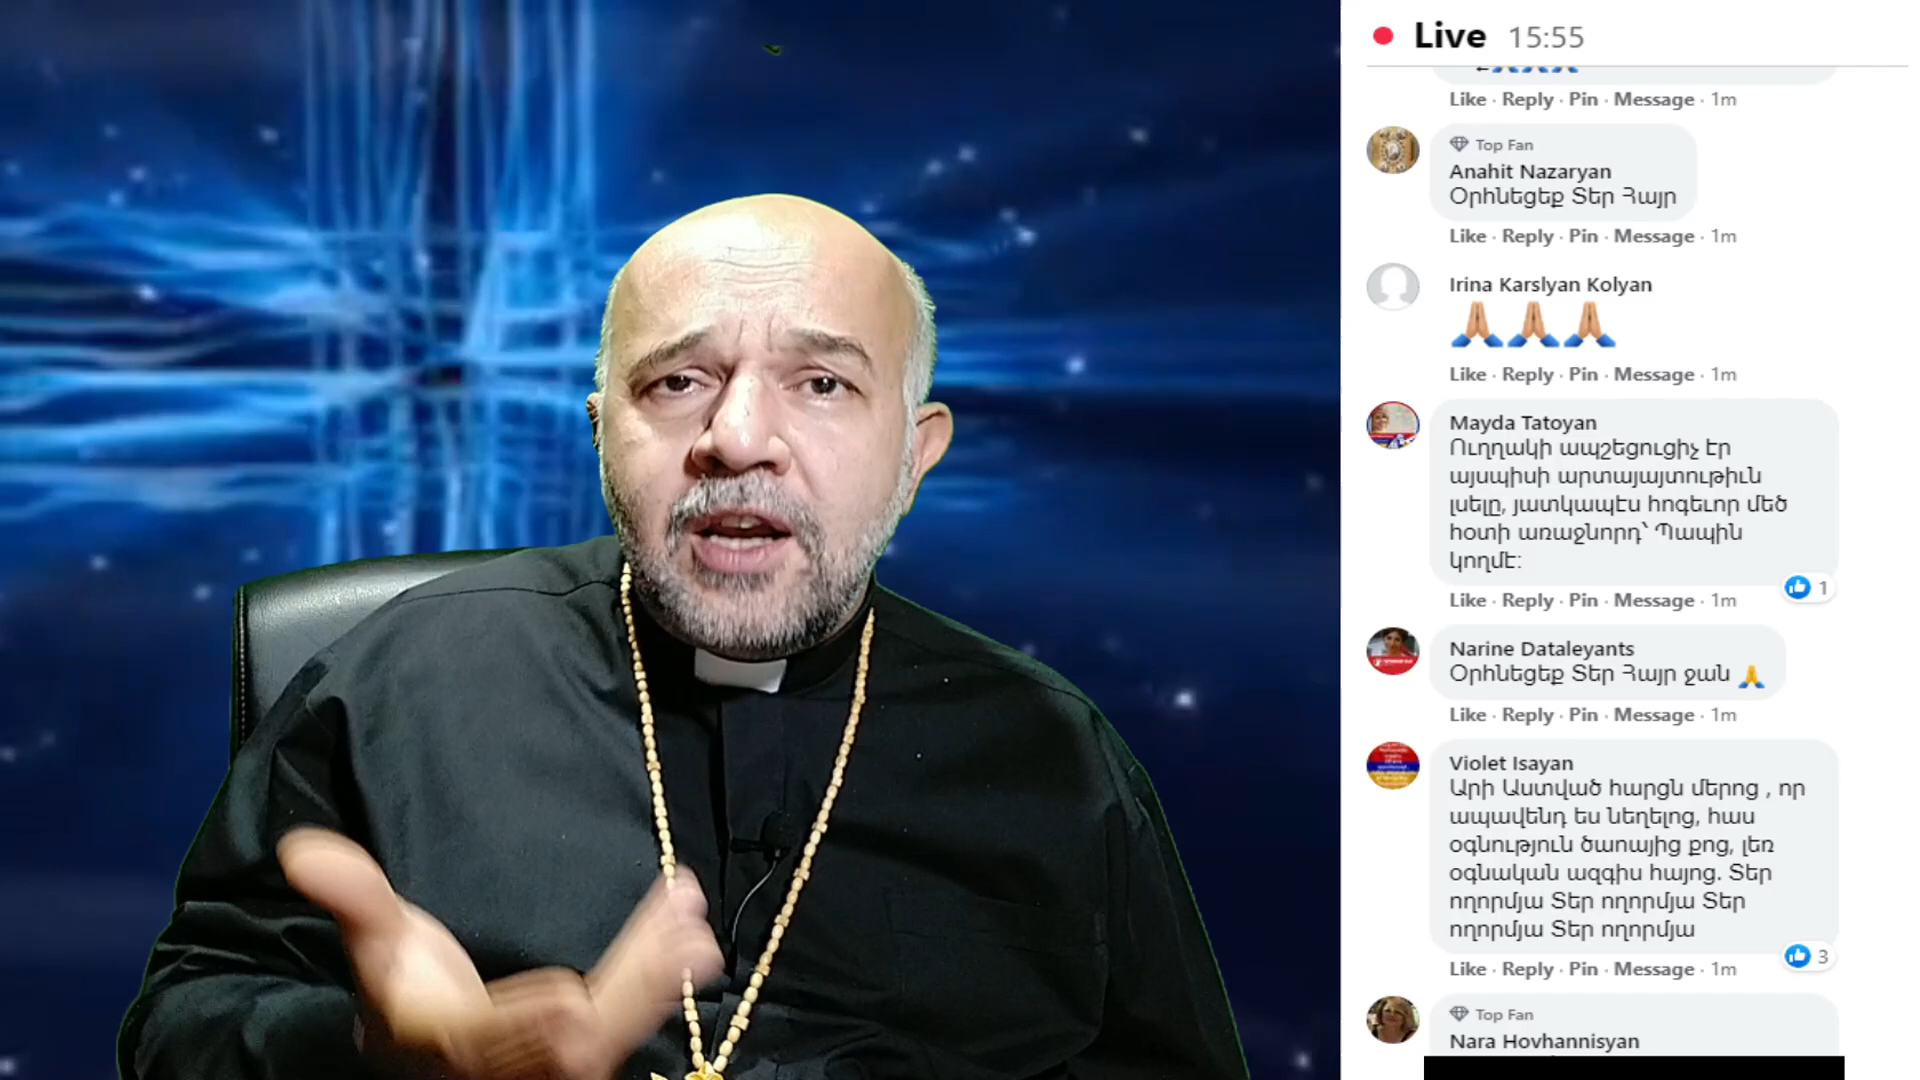 Live 15:55
Like · Reply · Pin · Message · 1m
Top Fan
Anahit Nazaryan
Օրհնեցեք Տեր Հայր
Like · Reply · Pin · Message · 1m
Irina Karslyan Kolyan
🙏🙏🙏
Like · Reply · Pin · Message · 1m
Mayda Tatoyan
Ուղղակի ապշեցուցիչ էր
այսպիսի արտայայտութիւն
լսելը, յատկապէս հոգեւոր մեծ
հօտի առաջնորդ՝ Պապին
կողմէ:
1
Like · Reply · Pin · Message · 1m
Narine Dataleyants
Օրհնեցեք Տեր Հայր ջան 🙏
Like · Reply · Pin · Message · 1m
Violet Isayan
Արի Աստված հարցն մերոց , որ
ապավենդ ես նեղելոց, հաս
օգնություն ծառայից քոց, լեռ
օգնական ազգիս հայոց. Տեր
ողորմյա Տեր ողորմյա Տեր
ողորմյա Տեր ողորմյա
3
Like · Reply · Pin · Message · 1m
Top Fan
Nara Hovhannisyan